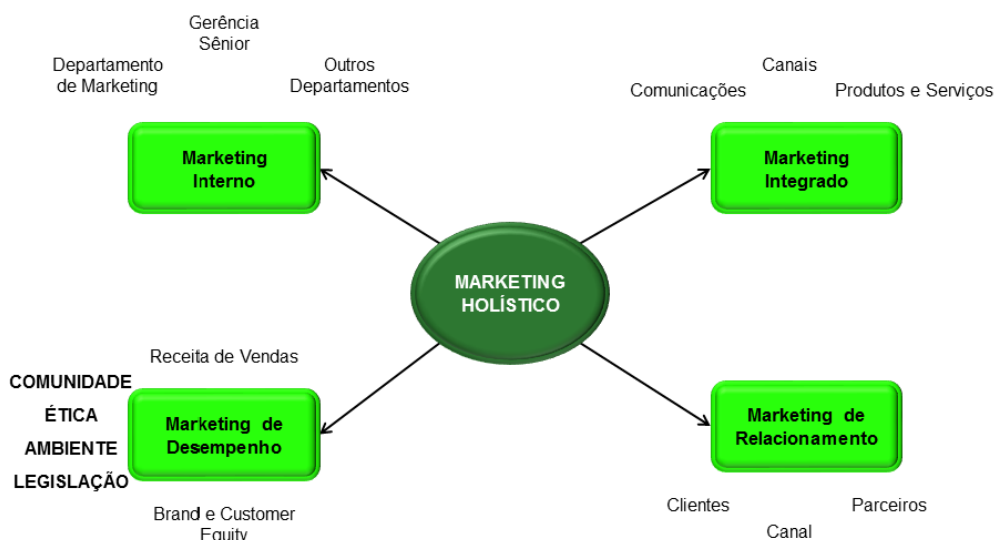 Gerência
Sênior
Departamento
de Marketing
Outros
Departamentos
Marketing
Interno
Canais
Comunicações
Produtos e Serviços
Marketing
Integrado
MARKETING
HOLÍSTICO
Receita de Vendas
COMUNIDADE
ÉTICA
AMBIENTE
LEGISLAÇÃO
Marketing de
Desempenho
Brand e Customer
Equity
Marketing de
Relacionamento
Clientes
Parceiros
Canal